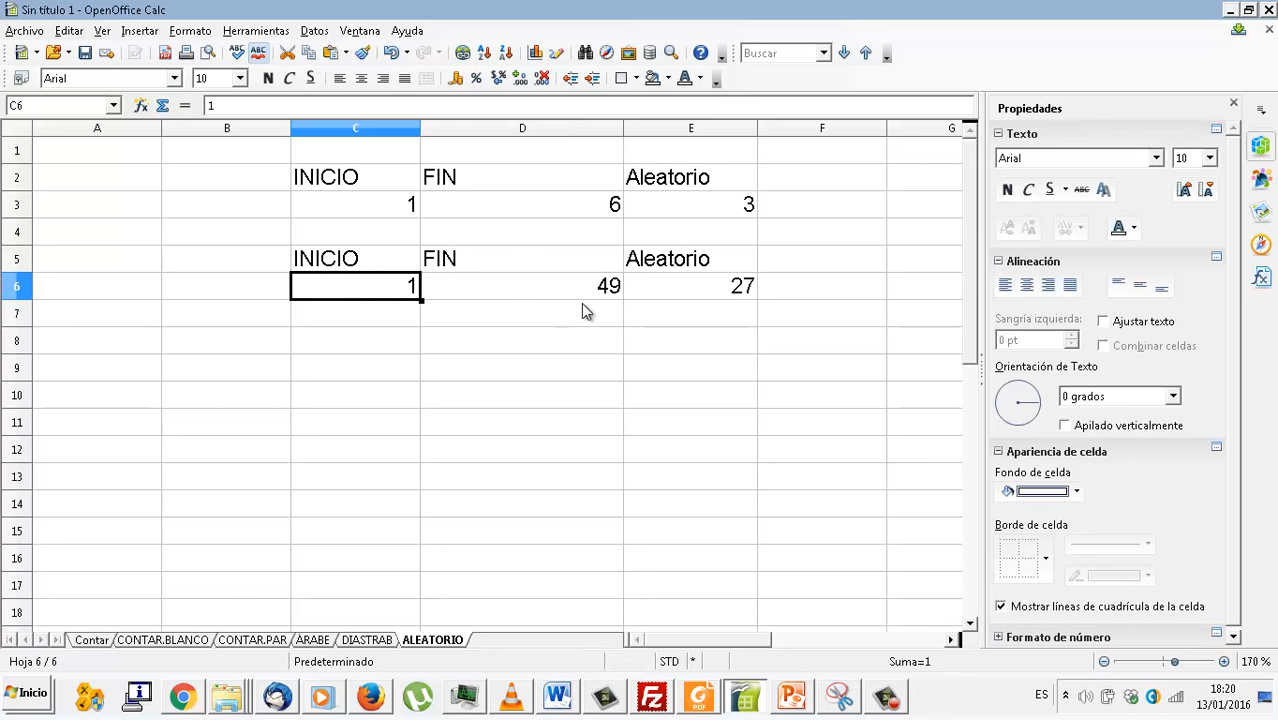 Sin título 1 - OpenOffice Calc
Archivo Editar Ver Insertar Formato Herramientas Datos Ventana Ayuda
Buscar
Arial 10 N C S
C6 1
A B C D E F G
1
2 INICIO FIN Aleatorio
3 1 6 3
4
5 INICIO FIN Aleatorio
6 1 49 27
7
8
9
10
11
12
13
14
15
16
17
18
Propiedades
Texto
Arial 10
N C S ABC AA
Alineación
Sangría izquierda:
Ajustar texto
0 pt
Combinar celdas
Orientación de Texto
0 grados
Apilado verticalmente
Apariencia de celda
Fondo de celda
Borde de celda
Mostrar líneas de cuadrícula de la celda
Formato de número
Contar CONTAR.BLANCO CONTAR.PAR ÁRABE DIASTRAB ALEATORIO
Hoja 6 / 6 Predeterminado STD * Suma=1 170 %
Inicio ES 18:20
13/01/2016